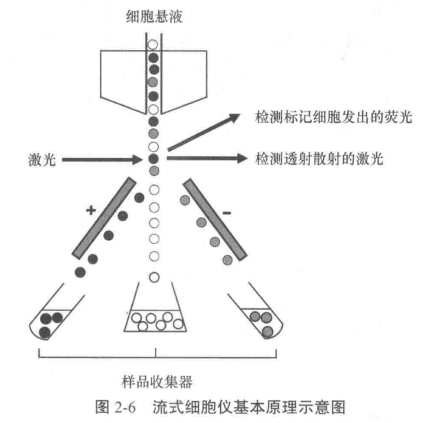 细胞悬液
检测标记细胞发出的荧光
激光
检测透射散射的激光
+
-
样品收集器
图 2-6 流式细胞仪基本原理示意图